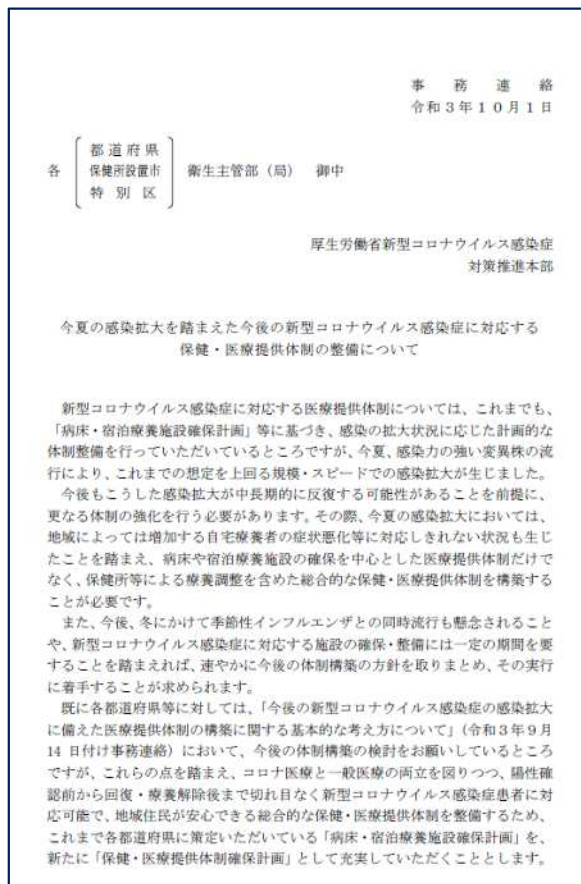 事務連絡
令和3年10月1日
都道府県
各 保健所設置市 衛生主管部(局) 御中
特別区
厚生労働省新型コロナウイルス感染症
対策推進本部
今夏の感染拡大を踏まえた今後の新型コロナウイルス感染症に対応する
保健・医療提供体制の整備について
新型コロナウイルス感染症に対応する医療提供体制については、これまでも、
「病床・宿泊療養施設確保計画」等に基づき、感染の拡大状況に応じた計画的な
体制整備を行っていただいているところですが、今夏、感染力の強い変異株の流
行により、これまでの想定を上回る規模・スピードでの感染拡大が生じました。
今後もこうした感染拡大が中長期的に反復する可能性があることを前提に、
更なる体制の強化を行う必要があります。その際、今夏の感染拡大においては、
地域によっては増加する自宅療養者の症状悪化等に対応しきれない状況も生じ
たことを踏まえ、病床や宿泊療養施設の確保を中心とした医療提供体制だけで
なく、保健所等による療養調整を含めた総合的な保健・医療提供体制を構築する
ことが必要です。
また、今後、冬にかけて季節性インフルエンザとの同時流行も懸念されること
や、新型コロナウイルス感染症に対応する施設の確保・整備には一定の期間を要
することを踏まえれば、速やかに今後の体制構築の方針を取りまとめ、その実行
に着手することが求められます。
既に各都道府県等に対しては、「今後の新型コロナウイルス感染症の感染拡大
に備えた医療提供体制の構築に関する基本的な考え方について」(令和3年9月
14 日付け事務連絡)において、今後の体制構築の検討をお願いしているところ
ですが、これらの点を踏まえ、コロナ医療と一般医療の両立を図りつつ、陽性確
認前から回復・療養解除後まで切れ目なく新型コロナウイルス感染症患者に対
応可能で、地域住民が安心できる総合的な保健・医療提供体制を整備するため、
これまで各都道府県に策定いただいている「病床・宿泊療養施設確保計画」を、
新たに「保健・医療提供体制確保計画」として充実していただくこととします。